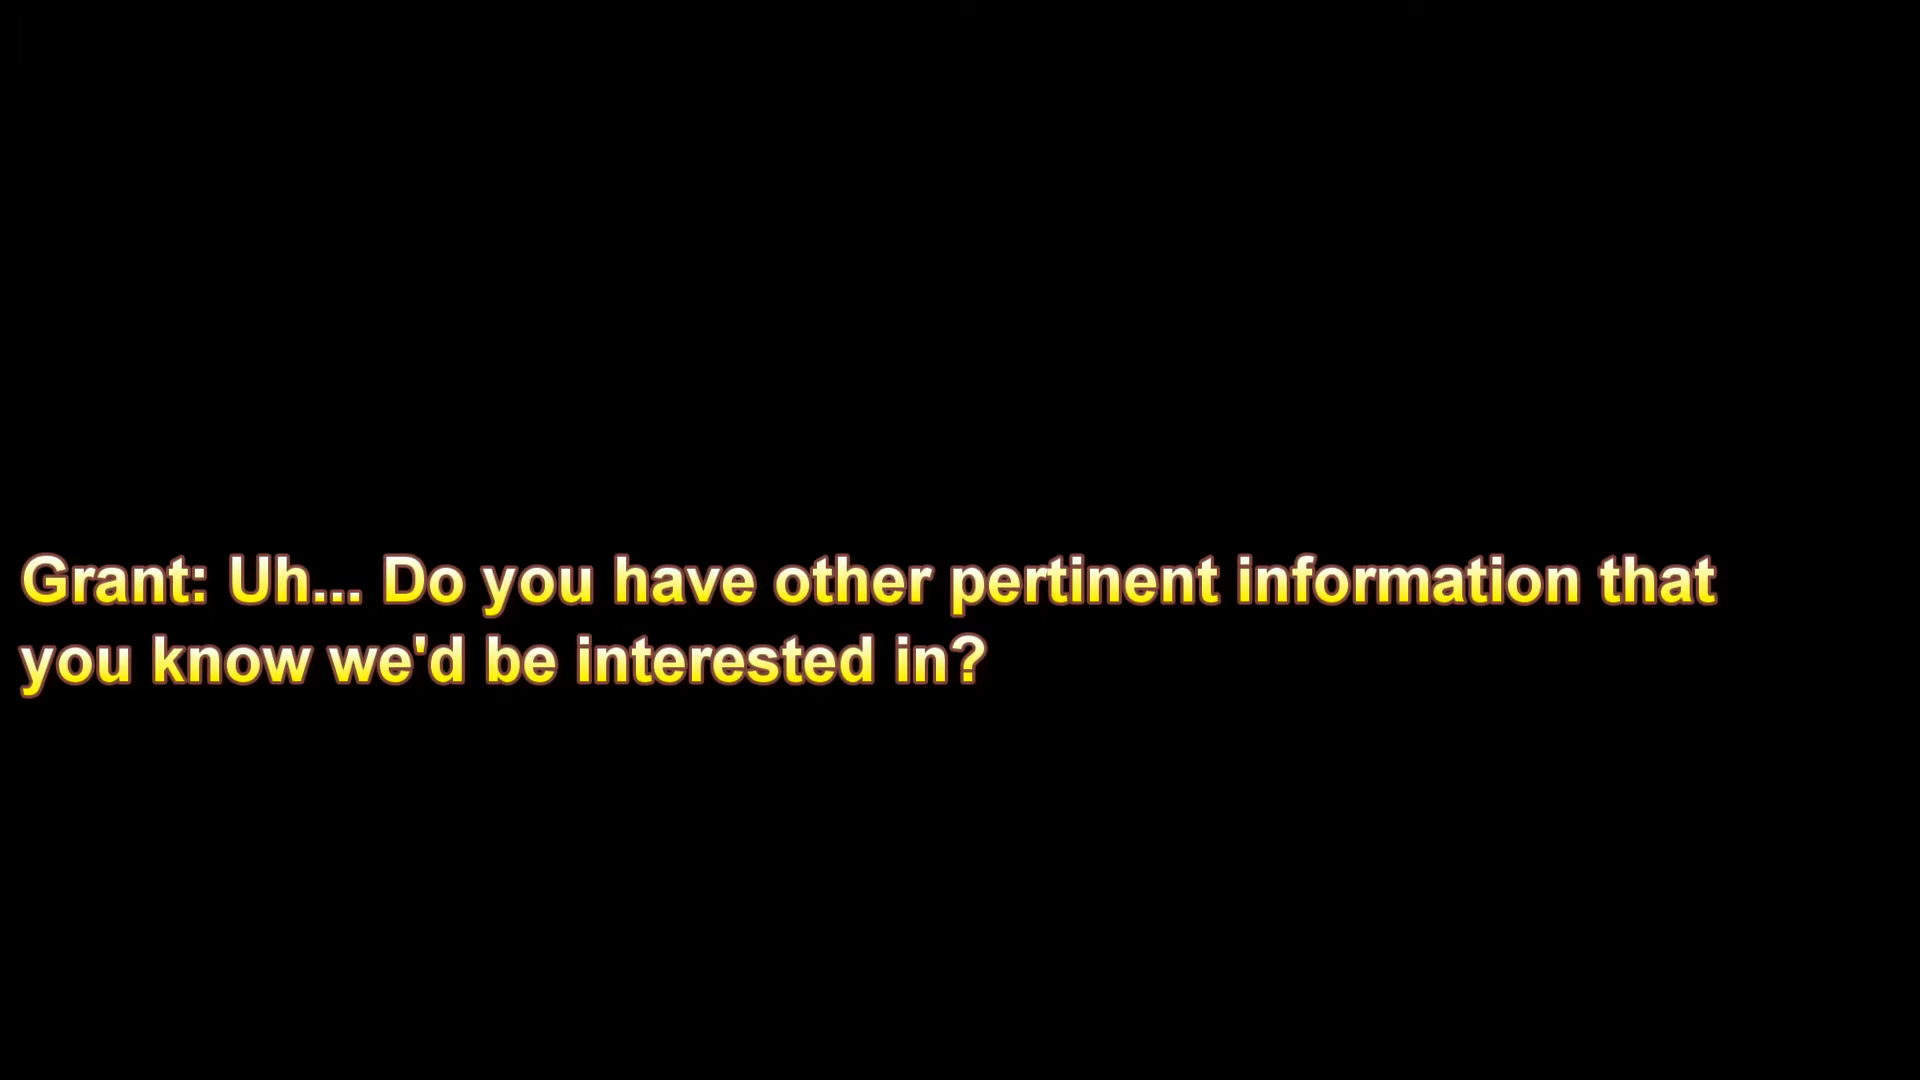 Grant: Uh... Do you have other pertinent information that
you know we'd be interested in?